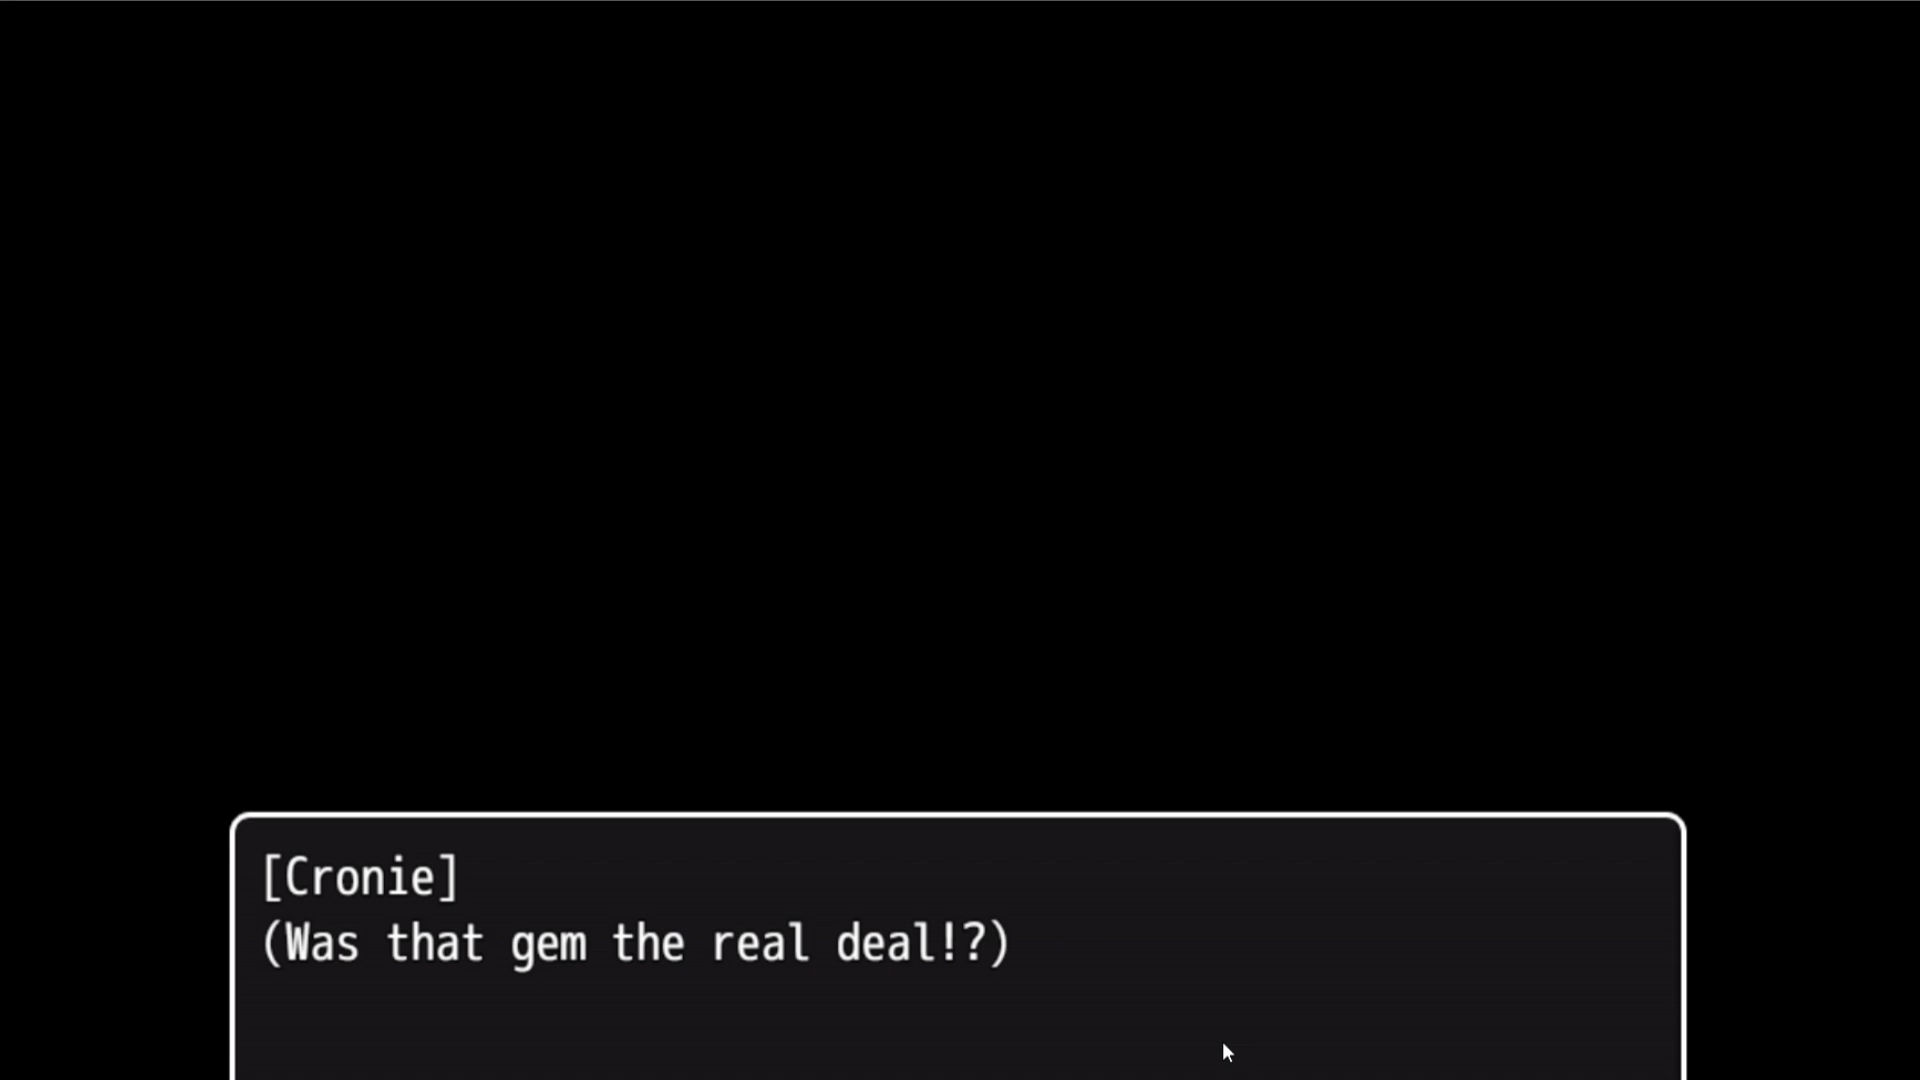 [Cronie]
(Was that gem the real deal!?)